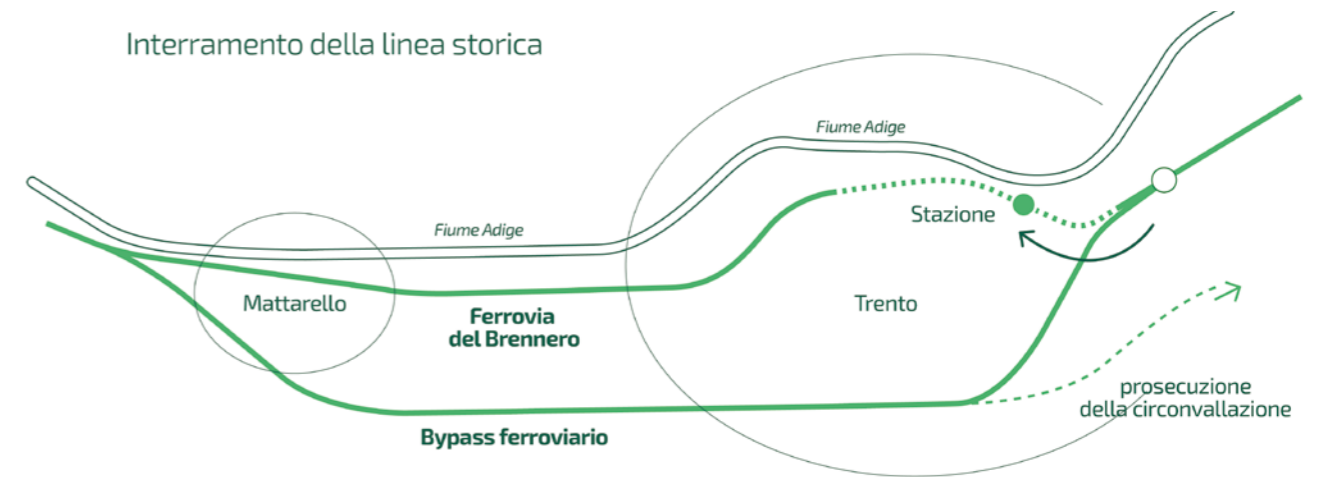 Interramento della linea storica
Fiume Adige
Stazione
Fiume Adige
Mattarello
Trento
Ferrovia
del Brennero
prosecuzione
della circonvallazione
Bypass ferroviario